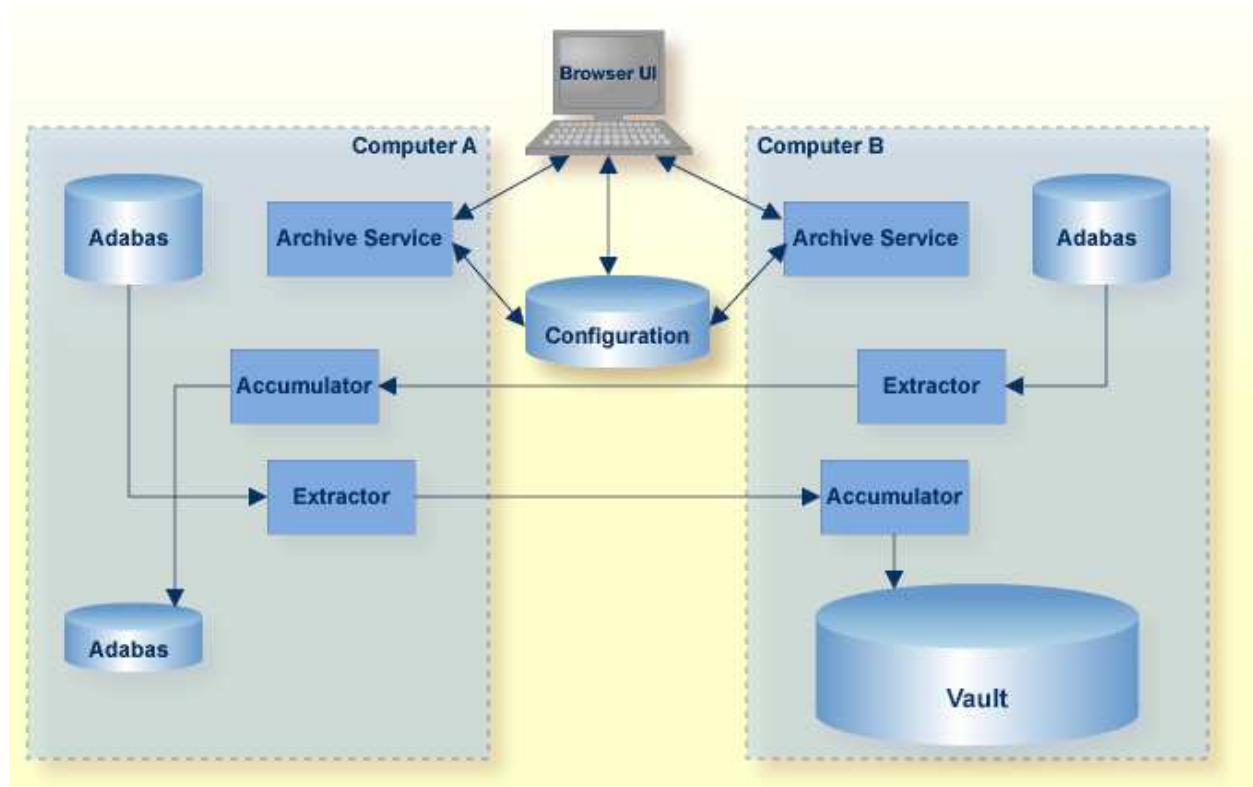 Browser UI
Computer A
Computer B
Adabas
Archive Service
Archive Service
Adabas
Configuration
Accumulator
Extractor
Extractor
Accumulator
Adabas
Vault